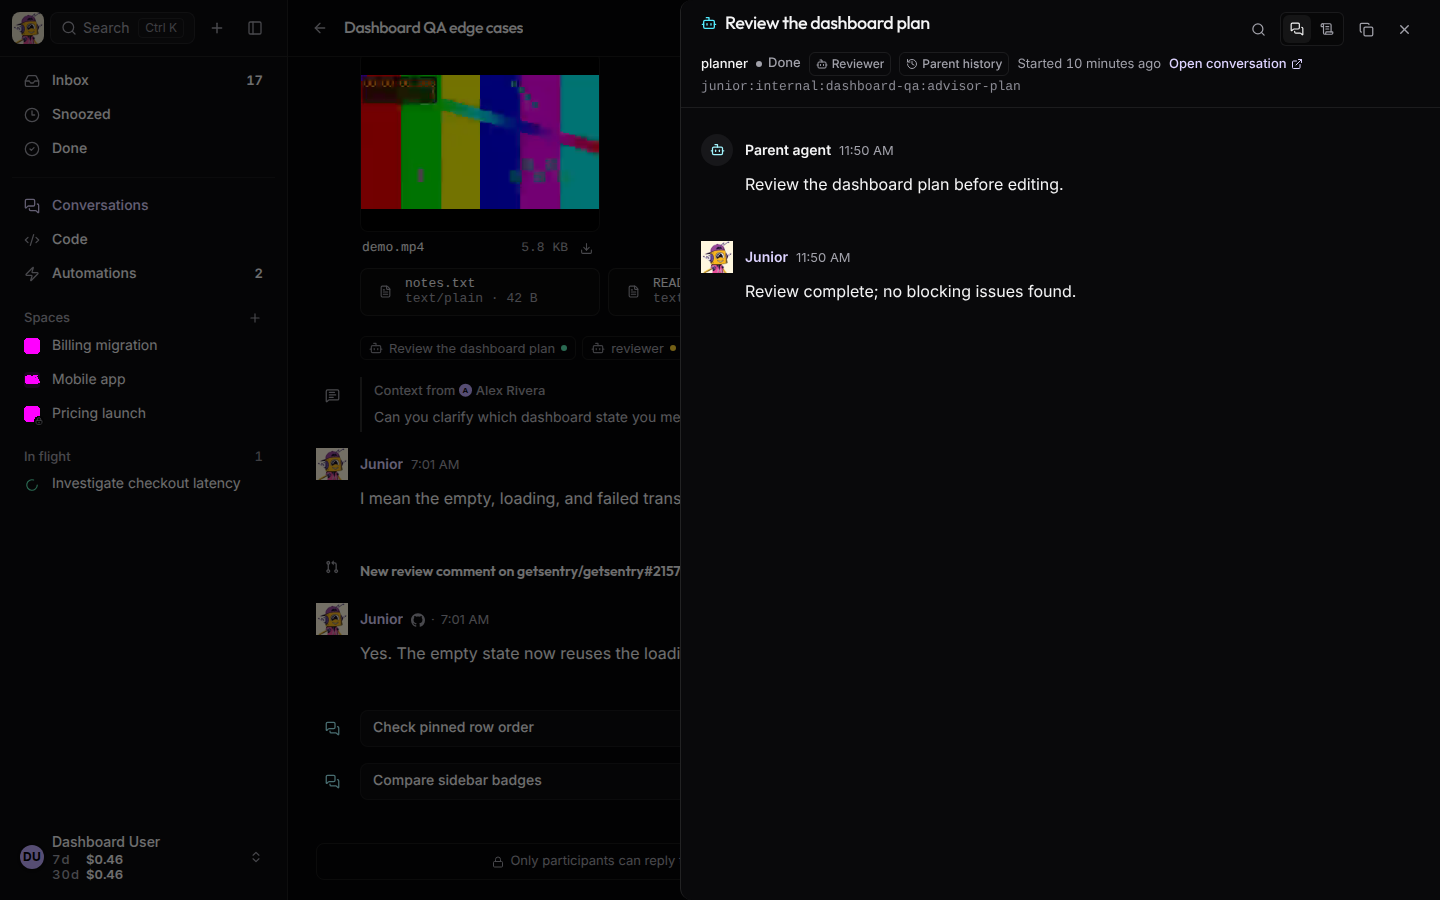 Search Ctrl K
Inbox 17
Snoozed
Done
Conversations
Code
Automations 2
Spaces
Billing migration
Mobile app
Pricing launch
In flight 1
Investigate checkout latency
Dashboard User
DU
7d $0.46
30d $0.46
Dashboard QA edge cases
demo.mp4 5.8 KB
notes.txt
text/plain · 42 B
Review the dashboard plan
reviewer
Context from A Alex Rivera
Can you clarify which dashboard state you me
Junior 7:01 AM
I mean the empty, loading, and failed trans
New review comment on getsentry/getsentry#2157
Junior · 7:01 AM
Yes. The empty state now reuses the loadi
Check pinned row order
Compare sidebar badges
Only participants can reply
Review the dashboard plan
planner Done Reviewer Parent history Started 10 minutes ago Open conversation
junior:internal:dashboard-qa:advisor-plan
Parent agent 11:50 AM
Review the dashboard plan before editing.
Junior 11:50 AM
Review complete; no blocking issues found.